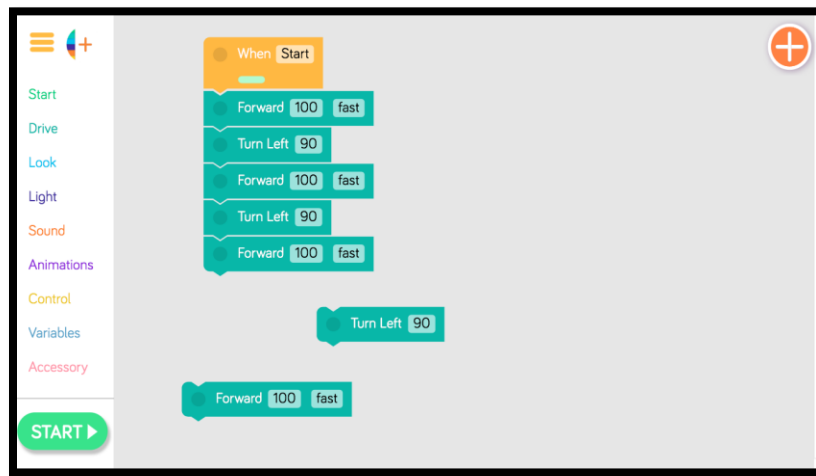 Start
Drive
Look
Light
Sound
Animations
Control
Variables
Accessory
START
When Start
Forward 100 fast
Turn Left 90
Forward 100 fast
Turn Left 90
Forward 100 fast
Turn Left 90
Forward 100 fast